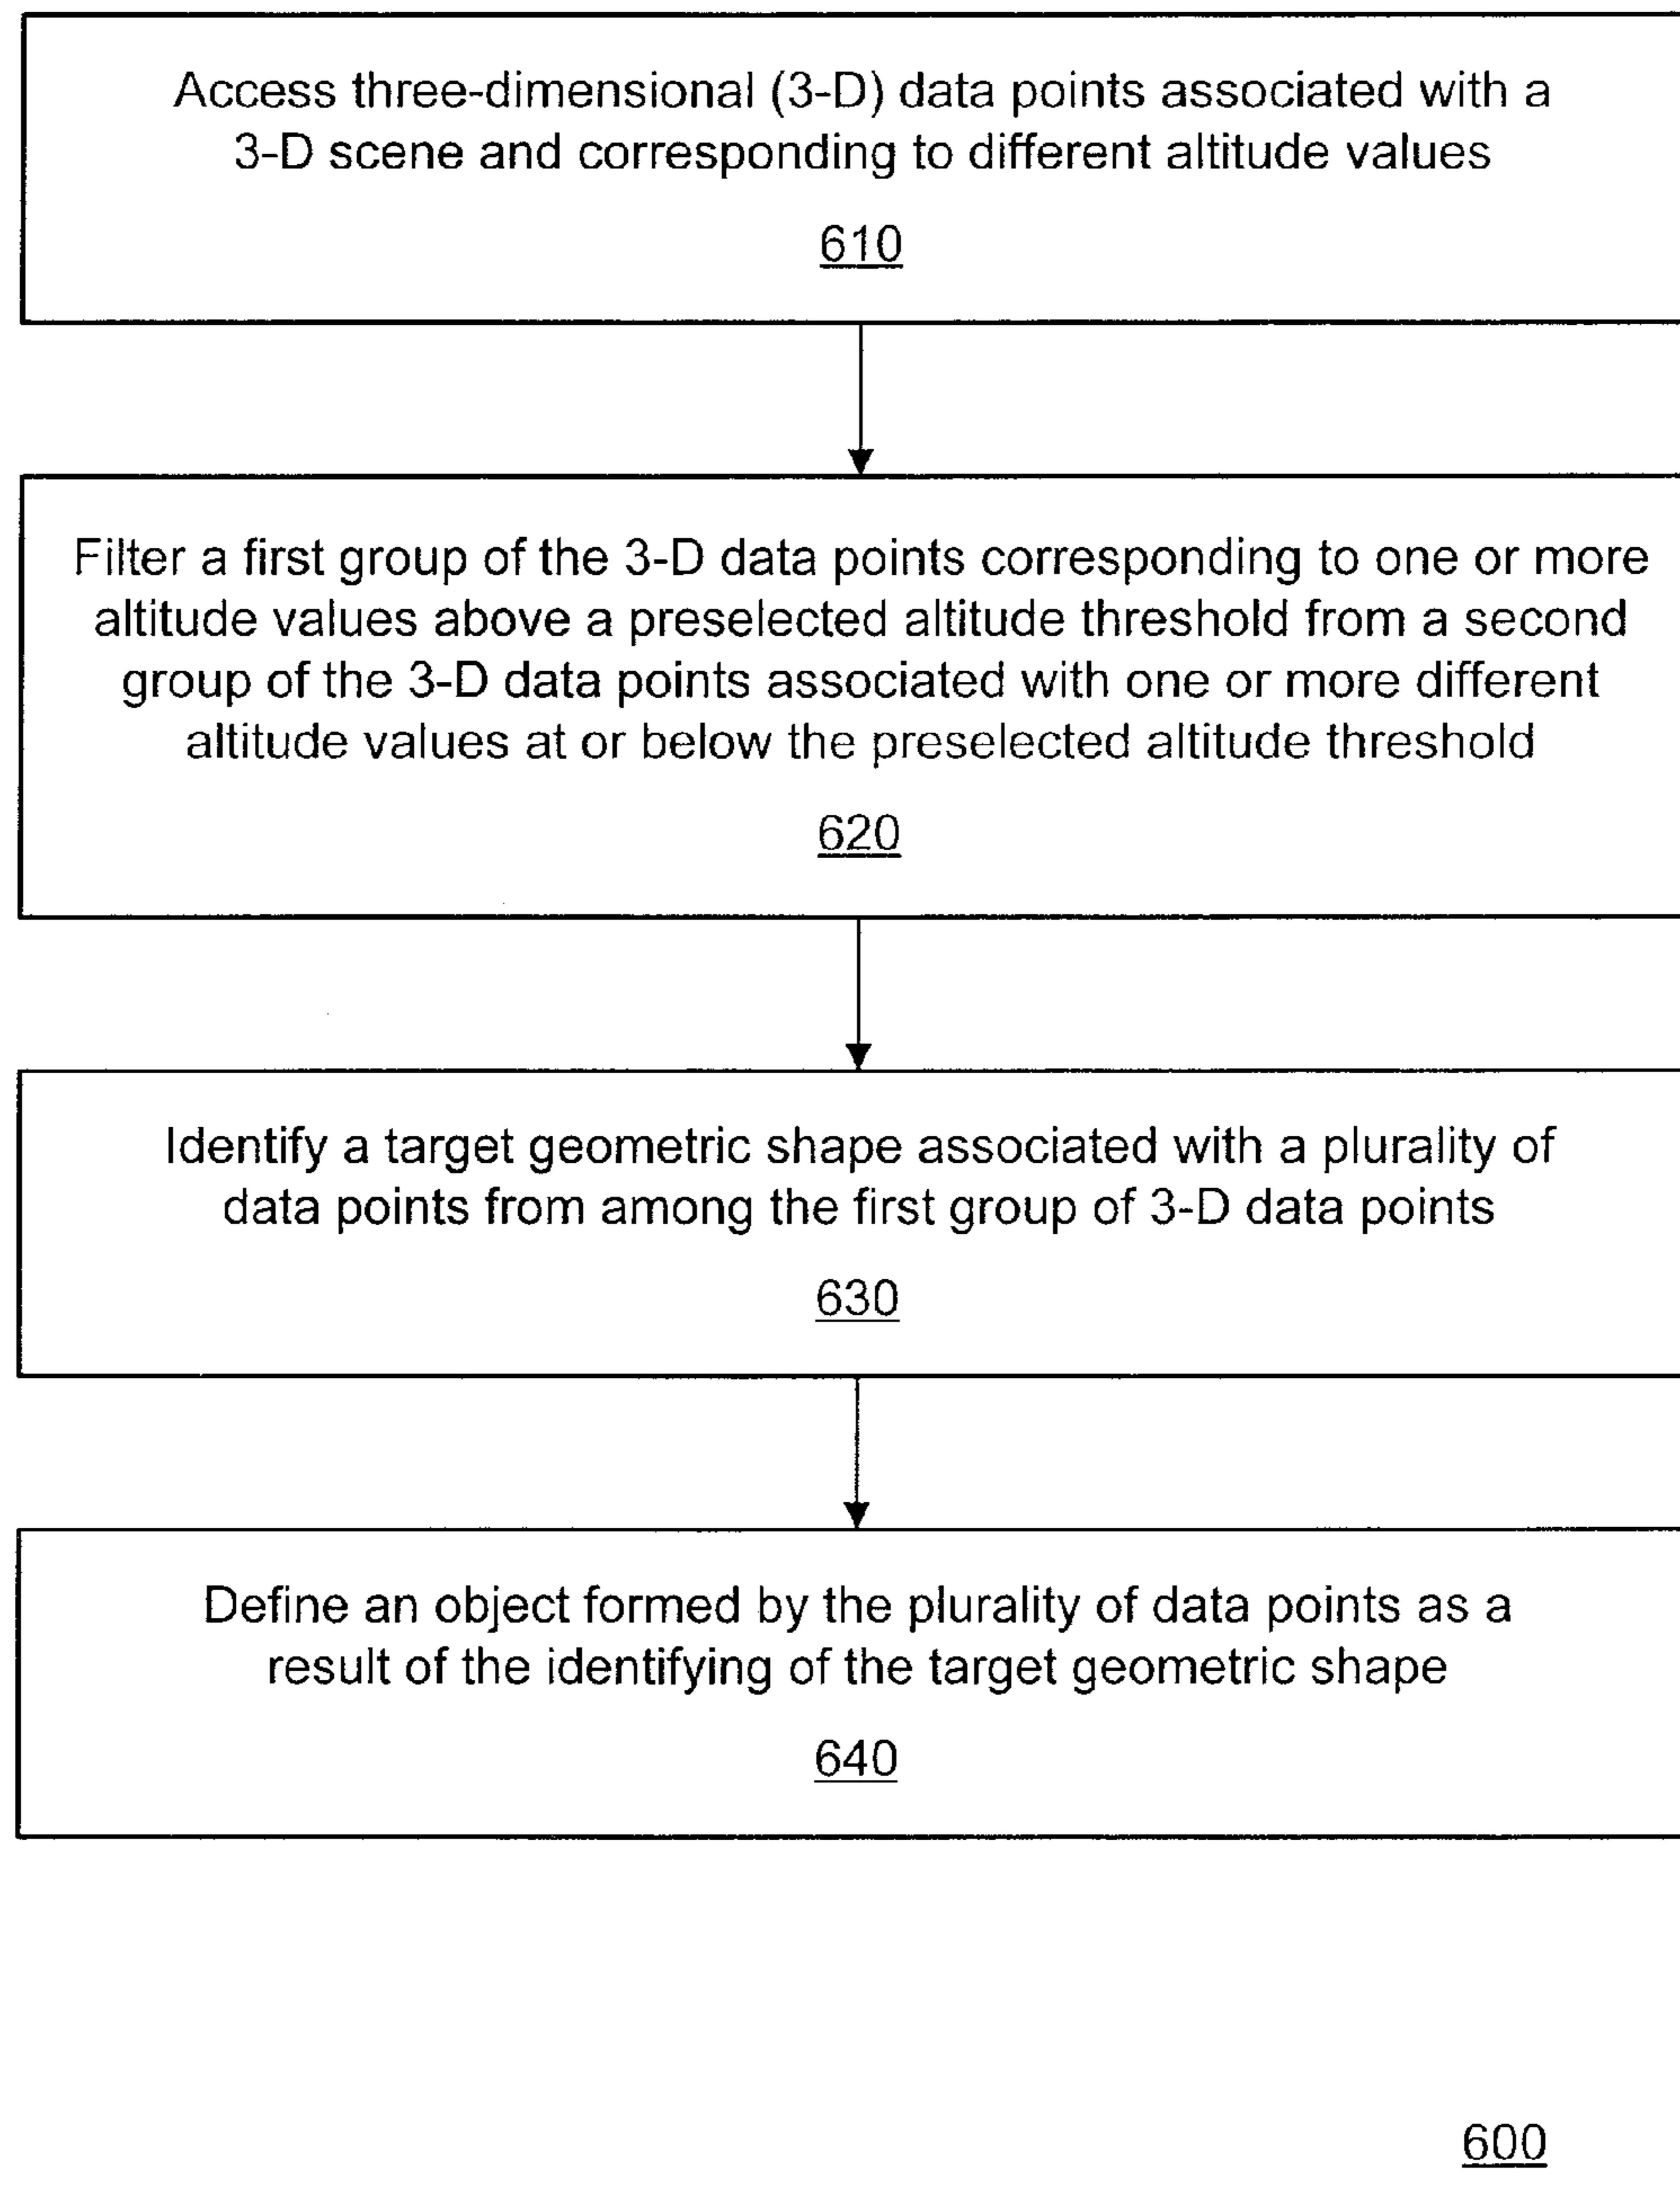 Access three-dimensional (3-D) data points associated with a
3-D scene and corresponding to different altitude values
610
Filter a first group of the 3-D data points corresponding to one or more
altitude values above a preselected altitude threshold from a second
group of the 3-D data points associated with one or more different
altitude values at or below the preselected altitude threshold
620
Identify a target geometric shape associated with a plurality of
data points from among the first group of 3-D data points
630
Define an object formed by the plurality of data points as a
result of the identifying of the target geometric shape
640
600